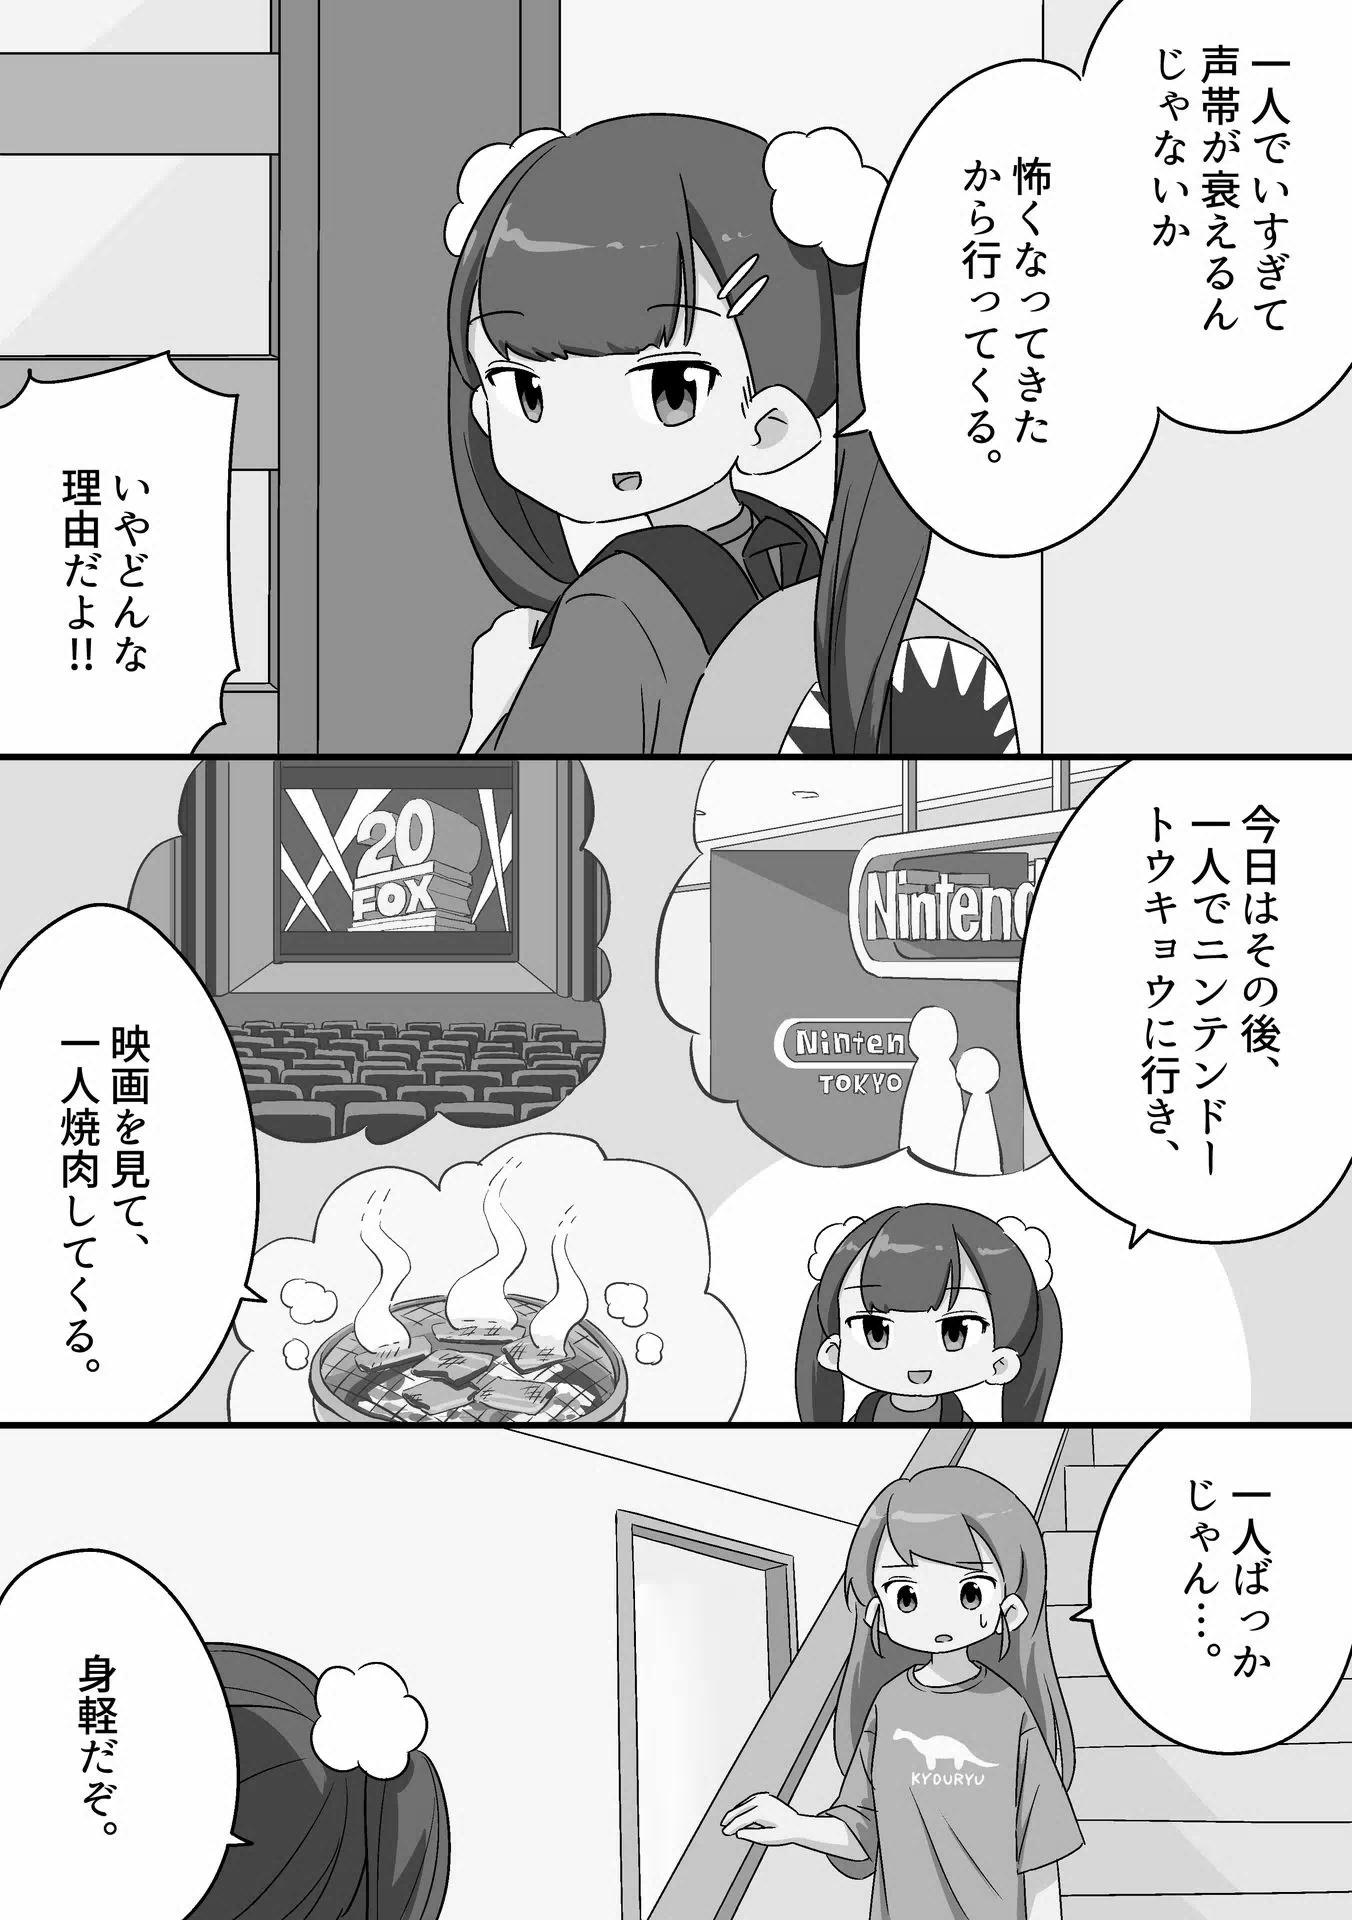 一人でいすぎて
声帯が衰えるん
じゃないか
怖くなってきた
から行ってくる。
いやどんな
理由だよ!!
今日はその後、
一人でニンテンドー
トウキョウに行き、
Nintend
Ninten
TOKYO
20
FOX
映画を見て、
一人焼肉してくる。
一人ばっか
じゃん…。
KYOURYU
身軽だぞ。